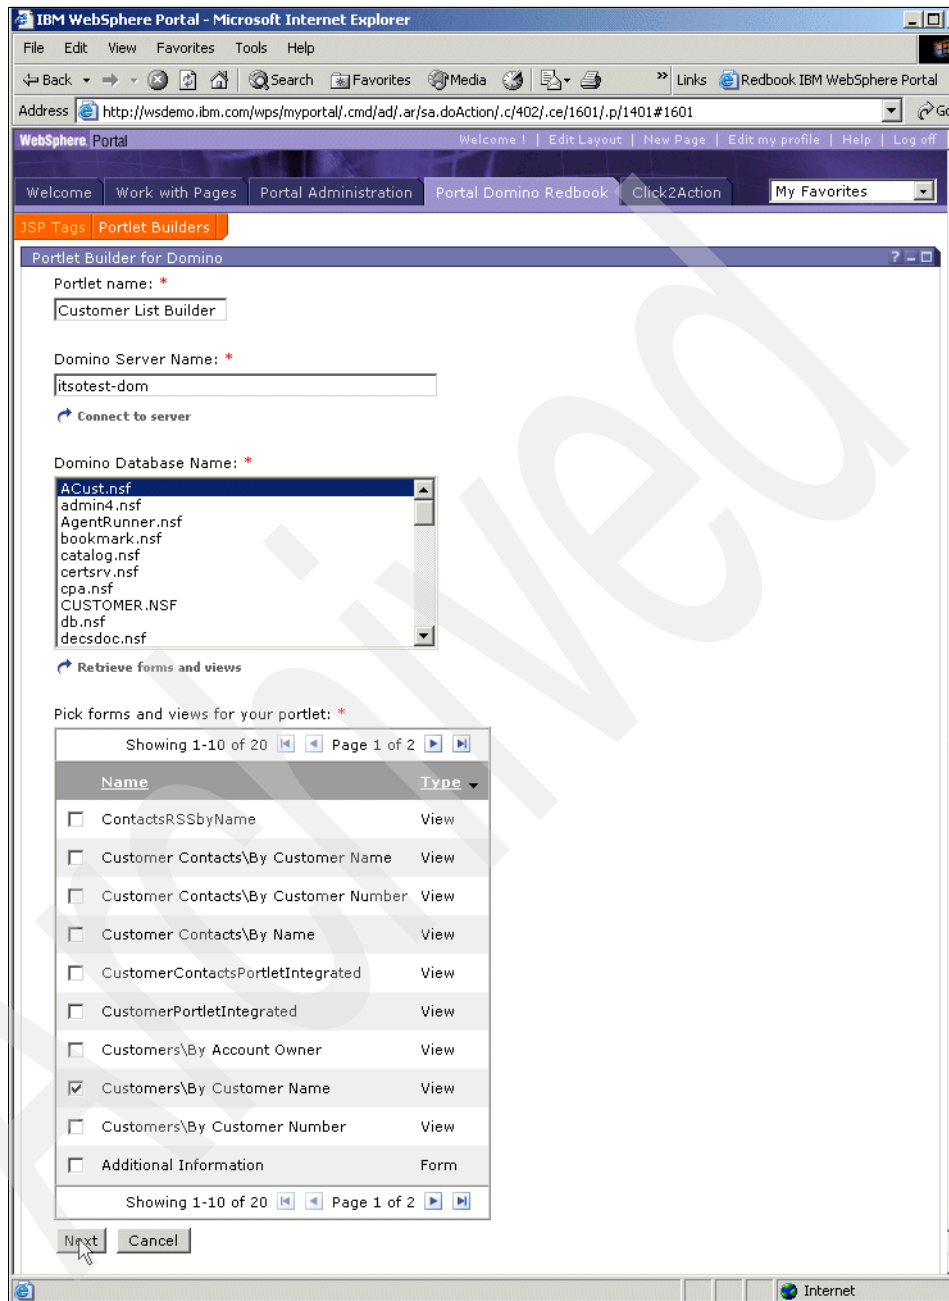 IBM WebSphere Portal - Microsoft Internet Explorer
File Edit View Favorites Tools Help
Back Search Favorites Media » Links Redbook IBM WebSphere Portal
Address http://wsdemo.ibm.com/wps/myportal/.cmd/ad/.ar/sa.doAction/.c/402/.ce/1601/.p/1401#1601
WebSphere Portal Welcome ! | Edit Layout | New Page | Edit my profile | Help | Log off
Welcome Work with Pages Portal Administration Portal Domino Redbook Click2Action My Favorites
JSP Tags Portlet Builders
Portlet Builder for Domino ?
Portlet name: *
Customer List Builder
Domino Server Name: *
itsotest-dom
Connect to server
Domino Database Name: *
ACust.nsf
admin4.nsf
AgentRunner.nsf
bookmark.nsf
catalog.nsf
certsrv.nsf
cpa.nsf
CUSTOMER.NSF
db.nsf
decsdoc.nsf
Retrieve forms and views
Pick forms and views for your portlet: *
Showing 1-10 of 20 Page 1 of 2
Name Type
ContactsRSSbyName View
Customer Contacts\By Customer Name View
Customer Contacts\By Customer Number View
Customer Contacts\By Name View
CustomerContactsPortletIntegrated View
CustomerPortletIntegrated View
Customers\By Account Owner View
Customers\By Customer Name View
Customers\By Customer Number View
Additional Information Form
Showing 1-10 of 20 Page 1 of 2
Next Cancel
Internet
Archived